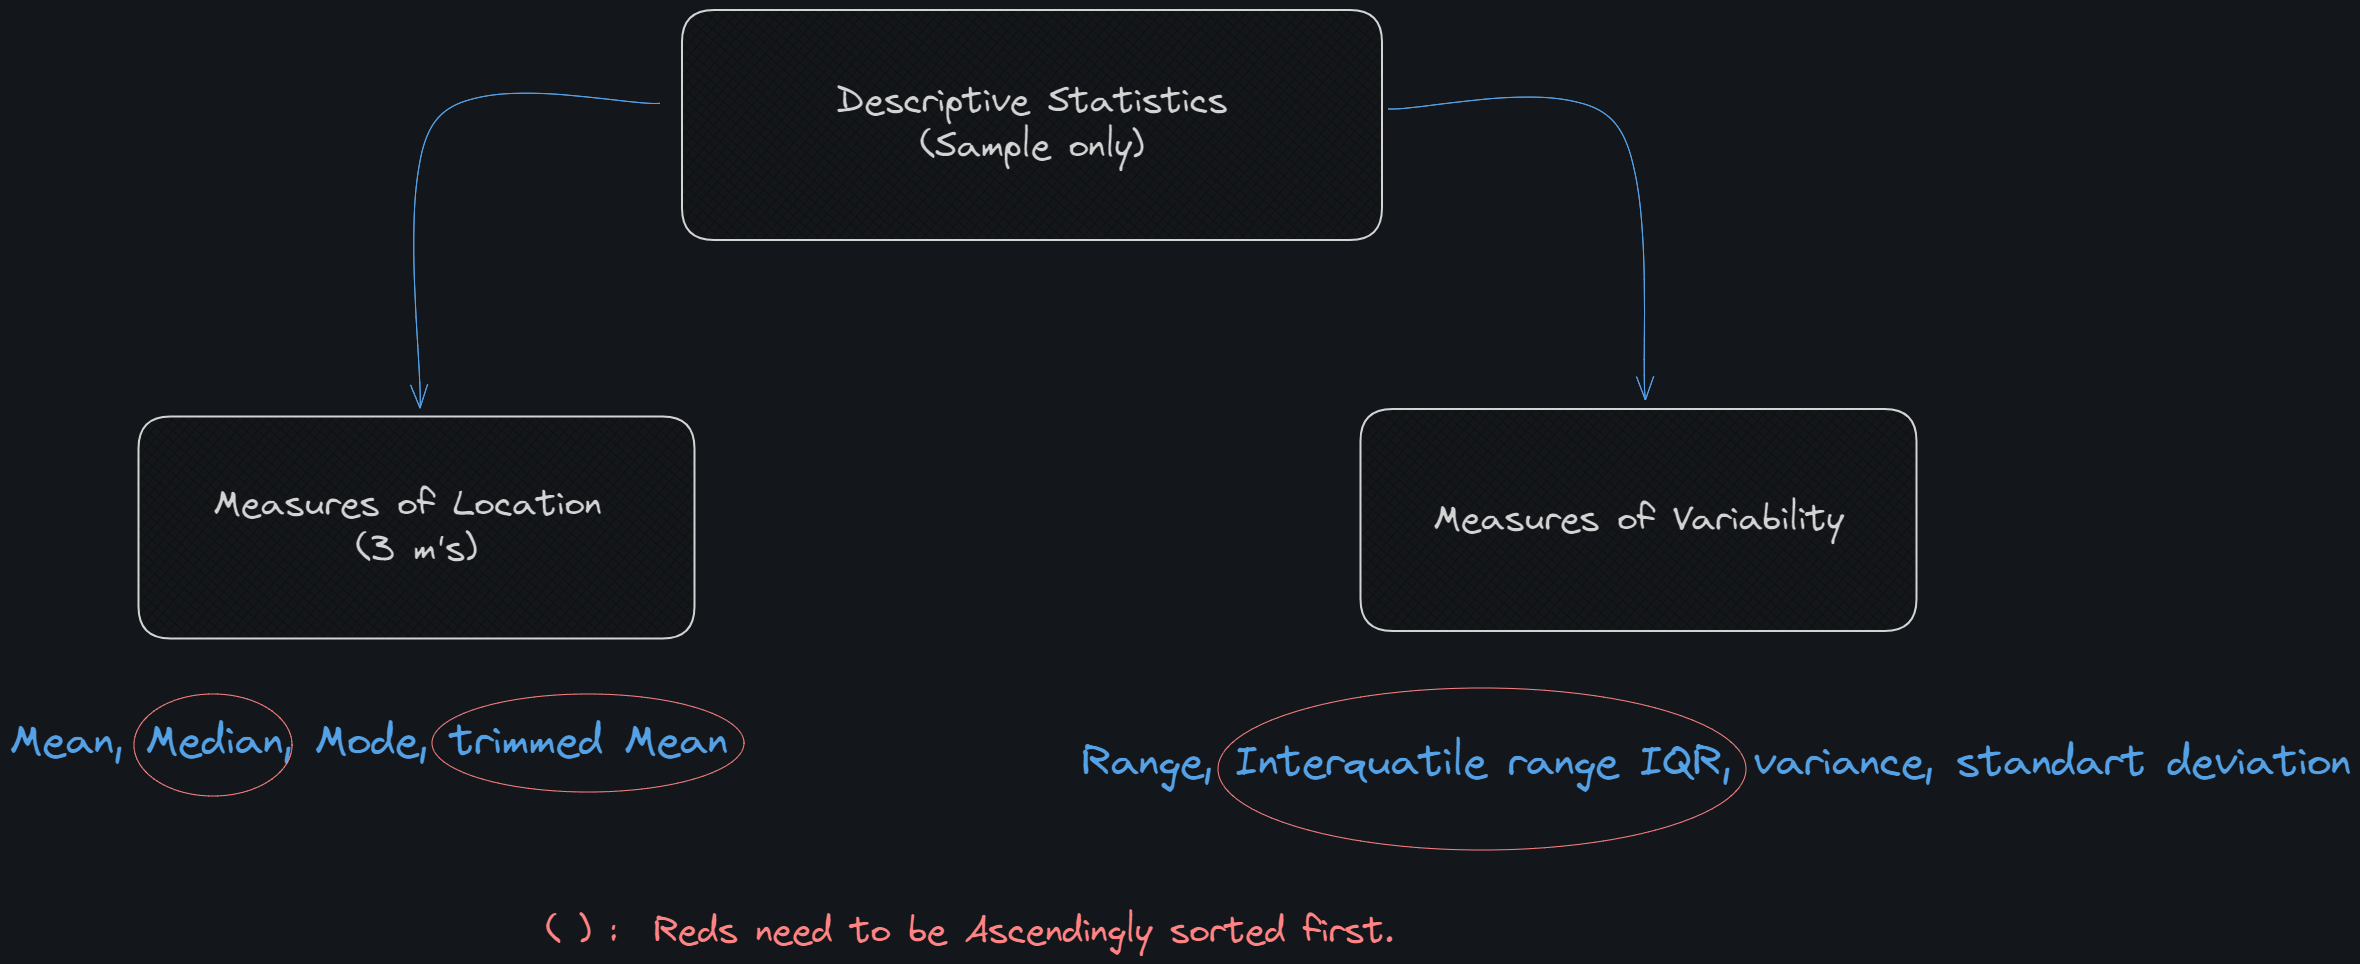 Descriptive Statistics
(Sample only)
Measures of Location
(3 m's)
Measures of Variability
Mean, Median, Mode, trimmed Mean
Range, Interquatile range IQR, variance, standart deviation
( ) : Reds need to be Ascendingly sorted first.